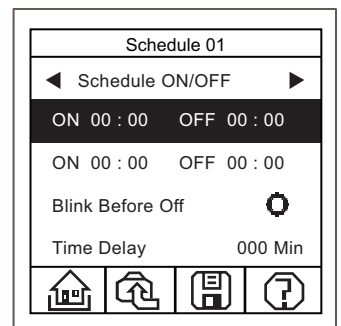 Schedule 01
Schedule ON/OFF
ON 00 : 00 OFF 00 : 00
ON 00 : 00 OFF 00 : 00
Blink Before Off
Time Delay 000 Min